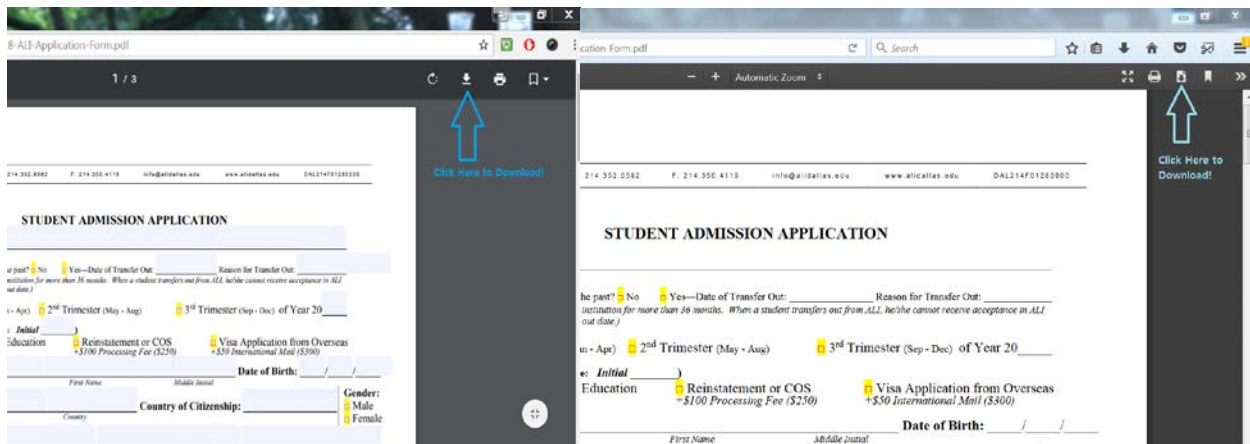 8-ALI-Application-Form.pdf
1 / 3
Click Here to Download!
214.352.0582 F: 214.350.4119 info@alidallas.edu www.alidallas.edu DAL214F01280000
STUDENT ADMISSION APPLICATION
he past? No Yes—Date of Transfer Out: Reason for Transfer Out:
institution for more than 36 months. When a student transfers out from ALI, he/she cannot receive acceptance in ALI
out date.)
n - Apr) 2nd Trimester (May - Aug) 3rd Trimester (Sep - Dec) of Year 20
: Initial )
Education Reinstatement or COS Visa Application from Overseas
+$100 Processing Fee ($250) +$50 International Mail ($300)
Date of Birth: / /
First Name Middle Initial
Gender:
Country of Citizenship: Male
Country Female
cation-Form.pdf
Search
Automatic Zoom
Click Here to
Download!
214.352.0582 F: 214.350.4119 info@alidallas.edu www.alidallas.edu DAL214F01280000
STUDENT ADMISSION APPLICATION
he past? No Yes—Date of Transfer Out: Reason for Transfer Out:
institution for more than 36 months. When a student transfers out from ALI, he/she cannot receive acceptance in ALI
out date.)
n - Apr) 2nd Trimester (May - Aug) 3rd Trimester (Sep - Dec) of Year 20
e: Initial )
Education Reinstatement or COS Visa Application from Overseas
+$100 Processing Fee ($250) +$50 International Mail ($300)
Date of Birth: / /
First Name Middle Initial